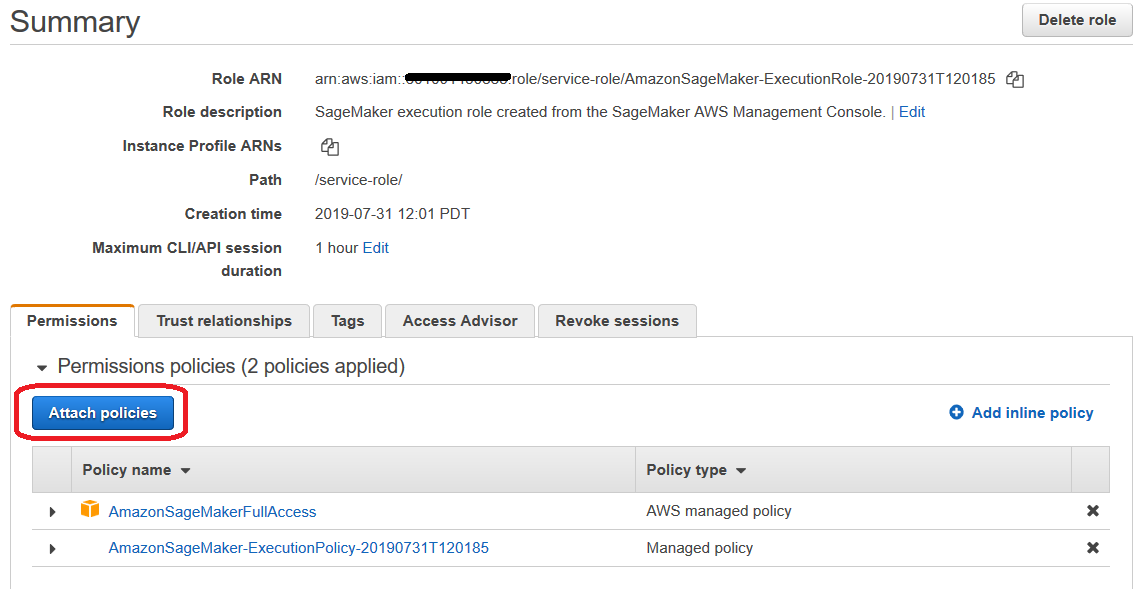 Summary
Delete role
Role ARN arn:aws:iam:: role/service-role/AmazonSageMaker-ExecutionRole-20190731T120185
Role description SageMaker execution role created from the SageMaker AWS Management Console. | Edit
Instance Profile ARNs
Path /service-role/
Creation time 2019-07-31 12:01 PDT
Maximum CLI/API session 1 hour Edit
duration
Permissions Trust relationships Tags Access Advisor Revoke sessions
Permissions policies (2 policies applied)
Attach policies Add inline policy
Policy name Policy type
AmazonSageMakerFullAccess AWS managed policy
AmazonSageMaker-ExecutionPolicy-20190731T120185 Managed policy